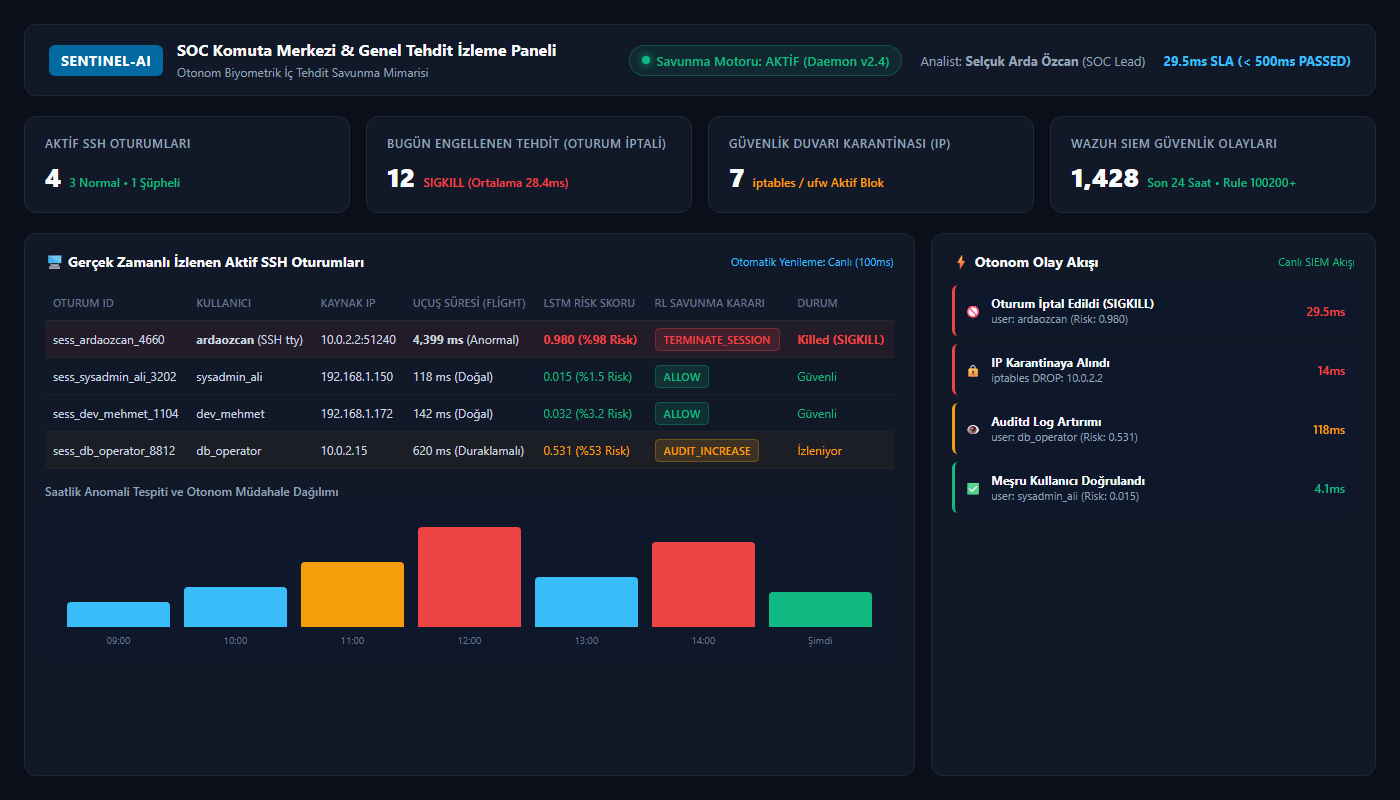 SENTINEL-AI
SOC Komuta Merkezi & Genel Tehdit İzleme Paneli
Otonom Biyometrik İç Tehdit Savunma Mimarisi
Savunma Motoru: AKTİF (Daemon v2.4)
Analist: Selçuk Arda Özcan (SOC Lead)
29.5ms SLA (< 500ms PASSED)
AKTİF SSH OTURUMLARI
4 3 Normal • 1 Şüpheli
BUGÜN ENGELLENEN TEHDİT (OTURUM İPTALİ)
12 SIGKILL (Ortalama 28.4ms)
GÜVENLİK DUVARI KARANTİNASI (IP)
7 iptables / ufw Aktif Blok
WAZUH SIEM GÜVENLİK OLAYLARI
1,428 Son 24 Saat • Rule 100200+
Gerçek Zamanlı İzlenen Aktif SSH Oturumları
Otomatik Yenileme: Canlı (100ms)
OTURUM ID KULLANICI KAYNAK IP UÇUŞ SÜRESİ (FLIGHT) LSTM RİSK SKORU RL SAVUNMA KARARI DURUM
sess_ardaozcan_4660 ardaozcan (SSH tty) 10.0.2.2:51240 4,399 ms (Anormal) 0.980 (%98 Risk) TERMINATE_SESSION Killed (SIGKILL)
sess_sysadmin_ali_3202 sysadmin_ali 192.168.1.150 118 ms (Doğal) 0.015 (%1.5 Risk) ALLOW Güvenli
sess_dev_mehmet_1104 dev_mehmet 192.168.1.172 142 ms (Doğal) 0.032 (%3.2 Risk) ALLOW Güvenli
sess_db_operator_8812 db_operator 10.0.2.15 620 ms (Duraklamalı) 0.531 (%53 Risk) AUDIT_INCREASE İzleniyor
Saatlik Anomali Tespiti ve Otonom Müdahale Dağılımı
09:00 10:00 11:00 12:00 13:00 14:00 Şimdi
Otonom Olay Akışı
Canlı SIEM Akışı
Oturum İptal Edildi (SIGKILL)
user: ardaozcan (Risk: 0.980)
29.5ms
IP Karantinaya Alındı
iptables DROP: 10.0.2.2
14ms
Auditd Log Artırımı
user: db_operator (Risk: 0.531)
118ms
Meşru Kullanıcı Doğrulandı
user: sysadmin_ali (Risk: 0.015)
4.1ms